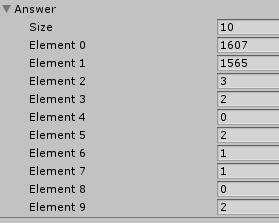 Answer
Size 10
Element 0 1607
Element 1 1565
Element 2 3
Element 3 2
Element 4 0
Element 5 2
Element 6 1
Element 7 1
Element 8 0
Element 9 2